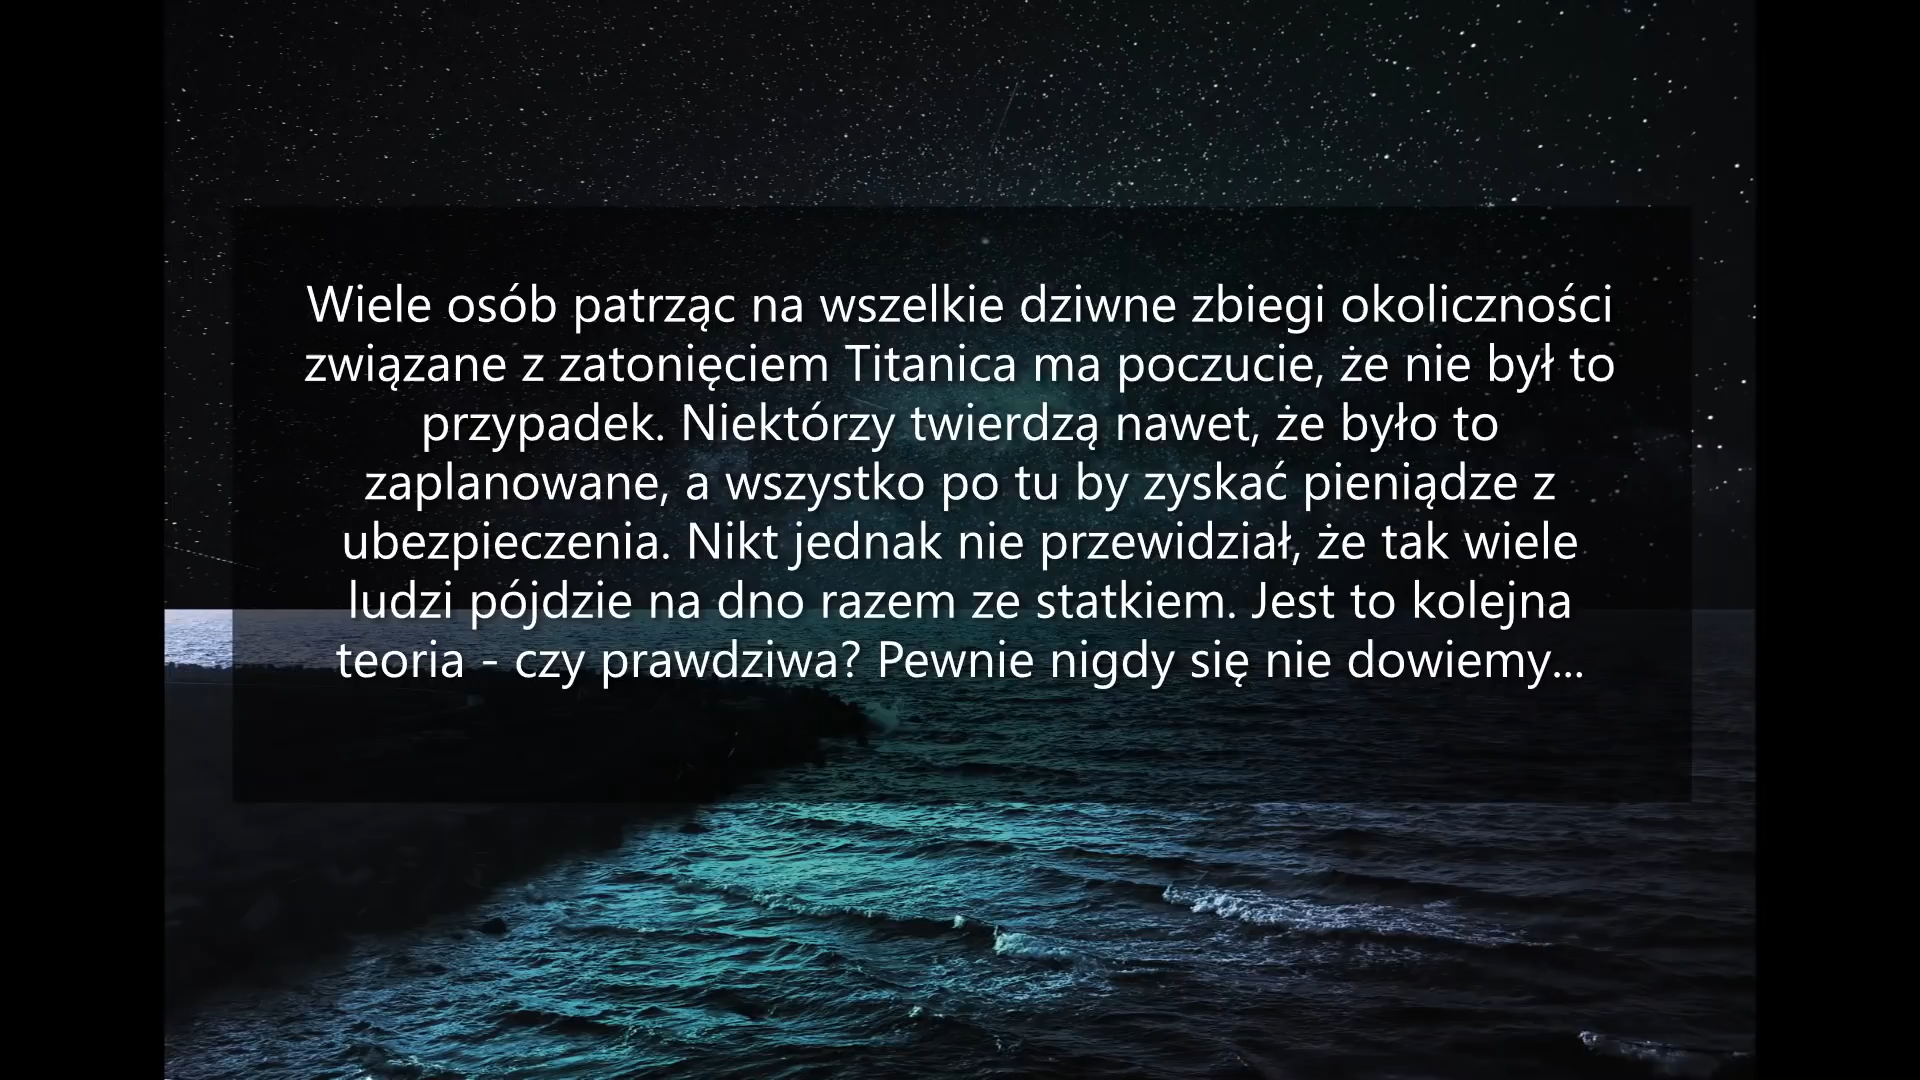 Wiele osób patrząc na wszelkie dziwne zbiegi okoliczności
związane z zatonięciem Titanica ma poczucie, że nie był to
przypadek. Niektórzy twierdzą nawet, że było to
zaplanowane, a wszystko po tu by zyskać pieniądze z
ubezpieczenia. Nikt jednak nie przewidział, że tak wiele
ludzi pójdzie na dno razem ze statkiem. Jest to kolejna
teoria - czy prawdziwa? Pewnie nigdy się nie dowiemy...